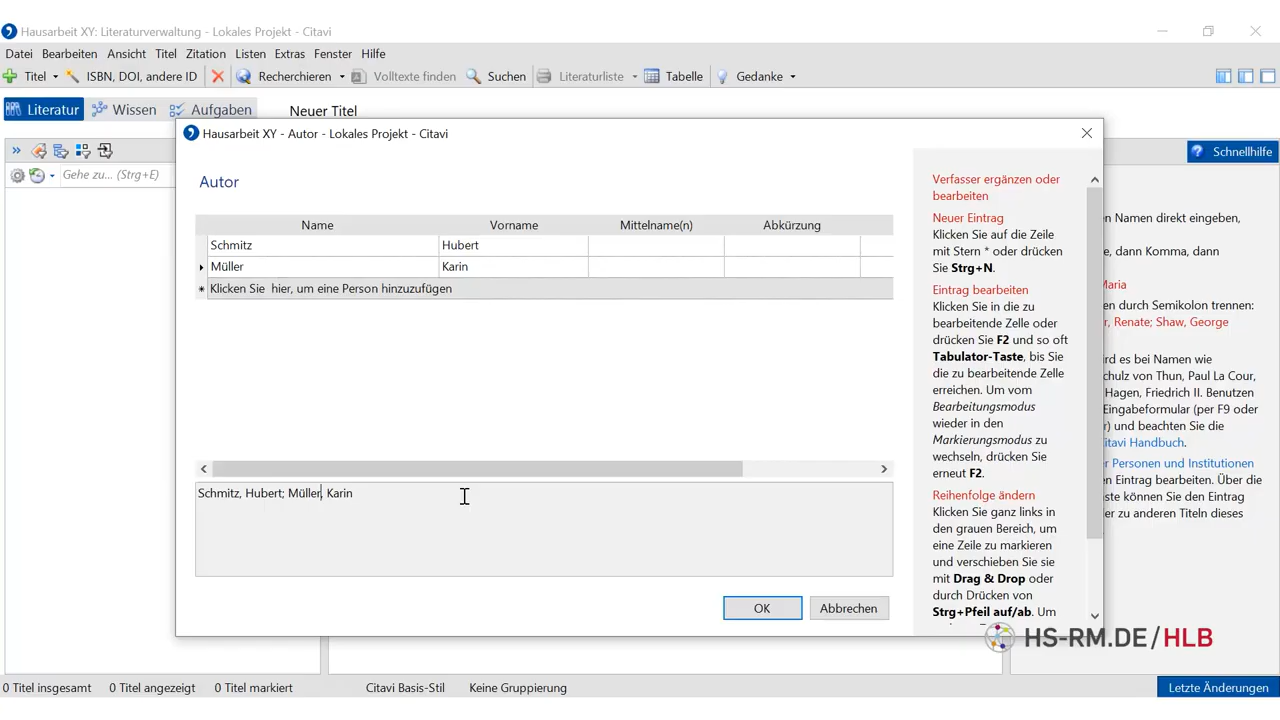 Hausarbeit XY: Literaturverwaltung - Lokales Projekt - Citavi
Datei Bearbeiten Ansicht Titel Zitation Listen Extras Fenster Hilfe
Titel ISBN, DOI, andere ID Recherchieren Volltexte finden Suchen Literaturliste Tabelle Gedanke
Literatur Wissen Aufgaben Neuer Titel
Gehe zu... (Strg+E)
Hausarbeit XY - Autor - Lokales Projekt - Citavi
Autor
Name Vorname Mittelname(n) Abkürzung
Schmitz Hubert
Müller Karin
* Klicken Sie hier, um eine Person hinzuzufügen
Schmitz, Hubert; Müller, Karin
OK Abbrechen
Verfasser ergänzen oder
bearbeiten
Neuer Eintrag
Klicken Sie auf die Zeile
mit Stern * oder drücken
Sie Strg+N.
Eintrag bearbeiten
Klicken Sie in die zu
bearbeitende Zelle oder
drücken Sie F2 und so oft
Tabulator-Taste, bis Sie
die zu bearbeitende Zelle
erreichen. Um vom
Bearbeitungsmodus
wieder in den
Markierungsmodus zu
wechseln, drücken Sie
erneut F2.
Reihenfolge ändern
Klicken Sie ganz links in
den grauen Bereich, um
eine Zeile zu markieren
und verschieben Sie sie
mit Drag & Drop oder
durch Drücken von
Strg+Pfeil auf/ab. Um
Schnellhilfe
en Namen direkt eingeben,
e, dann Komma, dann
Maria
en durch Semikolon trennen:
r, Renate; Shaw, George
ird es bei Namen wie
chulz von Thun, Paul La Cour,
Hagen, Friedrich II. Benutzen
Eingabeformular (per F9 oder
r) und beachten Sie die
Citavi Handbuch.
r Personen und Institutionen
en Eintrag bearbeiten. Über die
ste können Sie den Eintrag
er zu anderen Titeln dieses
HS-RM.DE/HLB
0 Titel insgesamt 0 Titel angezeigt 0 Titel markiert Citavi Basis-Stil Keine Gruppierung Letzte Änderungen